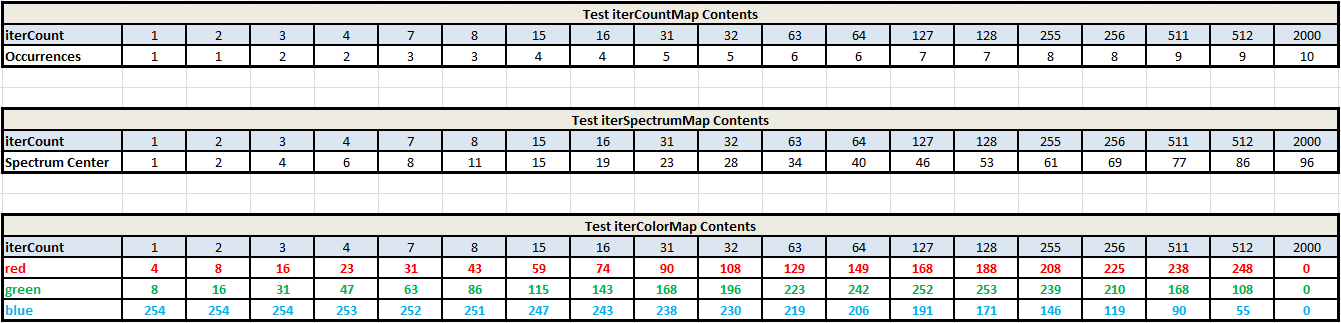 Test iterCountMap Contents
iterCount 1 2 3 4 7 8 15 16 31 32 63 64 127 128 255 256 511 512 2000
Occurrences 1 1 2 2 3 3 4 4 5 5 6 6 7 7 8 8 9 9 10
Test iterSpectrumMap Contents
iterCount 1 2 3 4 7 8 15 16 31 32 63 64 127 128 255 256 511 512 2000
Spectrum Center 1 2 4 6 8 11 15 19 23 28 34 40 46 53 61 69 77 86 96
Test iterColorMap Contents
iterCount 1 2 3 4 7 8 15 16 31 32 63 64 127 128 255 256 511 512 2000
red 4 8 16 23 31 43 59 74 90 108 129 149 168 188 208 225 238 248 0
green 8 16 31 47 63 86 115 143 168 196 223 242 252 253 239 210 168 108 0
blue 254 254 254 253 252 251 247 243 238 230 219 206 191 171 146 119 90 55 0